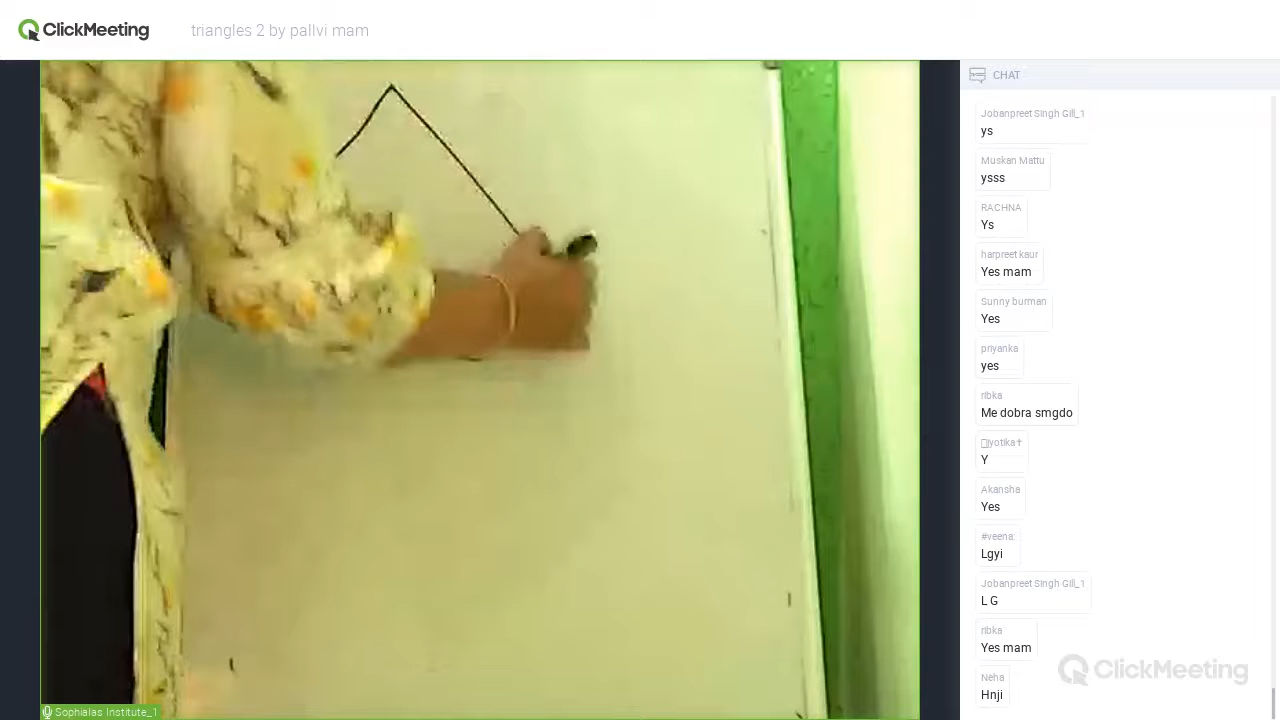 ClickMeeting
triangles 2 by pallvi mam
CHAT
Jobanpreet Singh Gill_1
ys
Muskan Mattu
ysss
RACHNA
Ys
harpreet kaur
Yes mam
Sunny burman
Yes
priyanka
yes
ribka
Me dobra smgdo
yotika✝
Y
Akansha
Yes
#veena:
Lgyi
Jobanpreet Singh Gill_1
L G
ribka
Yes mam
Neha
Hnji
ClickMeeting
Sophialas Institute_1